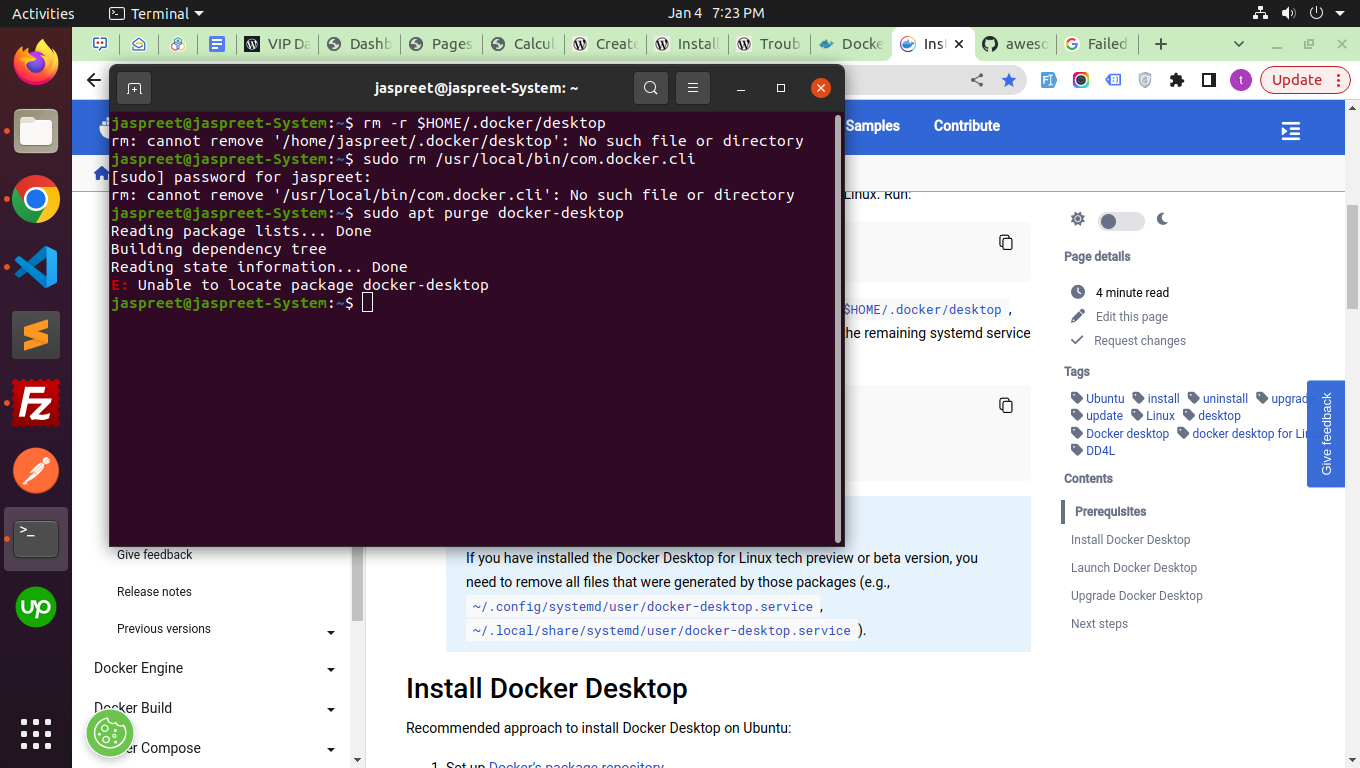 Activities
Terminal
Jan 4 7:23 PM
VIP Da
Dashb
Pages
Calcul
Create
Install
Troub
Docke
Inst
awesc
Failed
Update
t
jaspreet@jaspreet-System: ~
jaspreet@jaspreet-System:~$ rm -r $HOME/.docker/desktop
rm: cannot remove '/home/jaspreet/.docker/desktop': No such file or directory
jaspreet@jaspreet-System:~$ sudo rm /usr/local/bin/com.docker.cli
[sudo] password for jaspreet:
rm: cannot remove '/usr/local/bin/com.docker.cli': No such file or directory
jaspreet@jaspreet-System:~$ sudo apt purge docker-desktop
Reading package lists... Done
Building dependency tree
Reading state information... Done
E: Unable to locate package docker-desktop
jaspreet@jaspreet-System:~$
Samples
Contribute
Linux. Run:
$HOME/.docker/desktop ,
he remaining systemd service
If you have installed the Docker Desktop for Linux tech preview or beta version, you
need to remove all files that were generated by those packages (e.g.,
~/.config/systemd/user/docker-desktop.service ,
~/.local/share/systemd/user/docker-desktop.service ).
Install Docker Desktop
Recommended approach to install Docker Desktop on Ubuntu:
1. Set up Docker's package repository
Give feedback
Release notes
Previous versions
Docker Engine
Docker Build
er Compose
Page details
4 minute read
Edit this page
Request changes
Tags
Ubuntu install uninstall upgrad
update Linux desktop
Docker desktop docker desktop for Li
DD4L
Contents
Prerequisites
Install Docker Desktop
Launch Docker Desktop
Upgrade Docker Desktop
Next steps
Give feedback
Fz
up